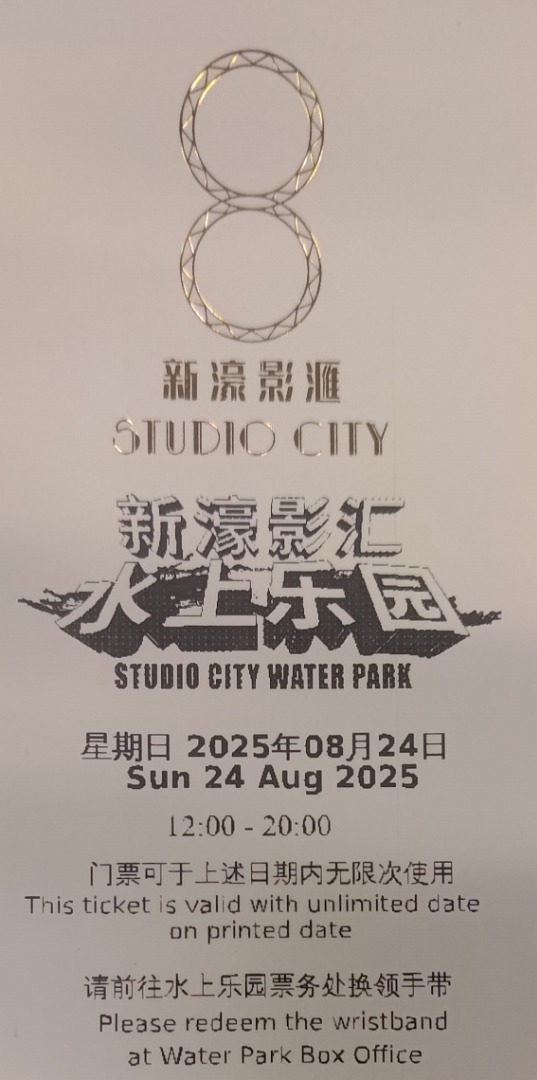 新濠影滙
STUDIO CITY
新濠影汇
水上乐园
STUDIO CITY WATER PARK
星期日 2025年08月24日
Sun 24 Aug 2025
12:00 - 20:00
门票可于上述日期内无限次使用
This ticket is valid with unlimited date
on printed date
请前往水上乐园票务处换领手带
Please redeem the wristband
at Water Park Box Office